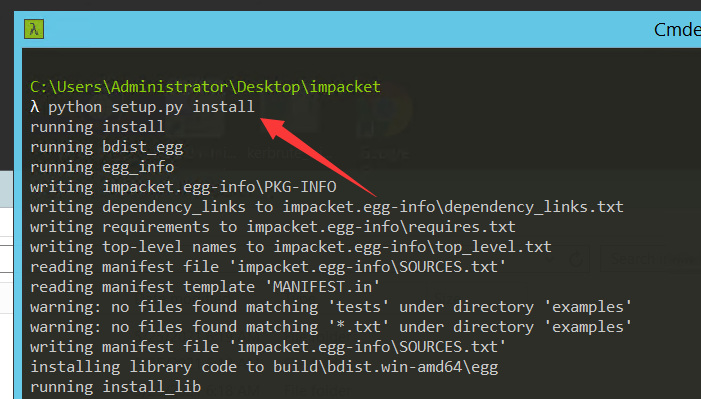 λ
Cmde
C:\Users\Administrator\Desktop\impacket
λ python setup.py install
running install
running bdist_egg
running egg_info
writing impacket.egg-info\PKG-INFO
writing dependency_links to impacket.egg-info\dependency_links.txt
writing requirements to impacket.egg-info\requires.txt
writing top-level names to impacket.egg-info\top_level.txt
reading manifest file 'impacket.egg-info\SOURCES.txt'
reading manifest template 'MANIFEST.in'
warning: no files found matching 'tests' under directory 'examples'
warning: no files found matching '*.txt' under directory 'examples'
writing manifest file 'impacket.egg-info\SOURCES.txt'
installing library code to build\bdist.win-amd64\egg
running install_lib